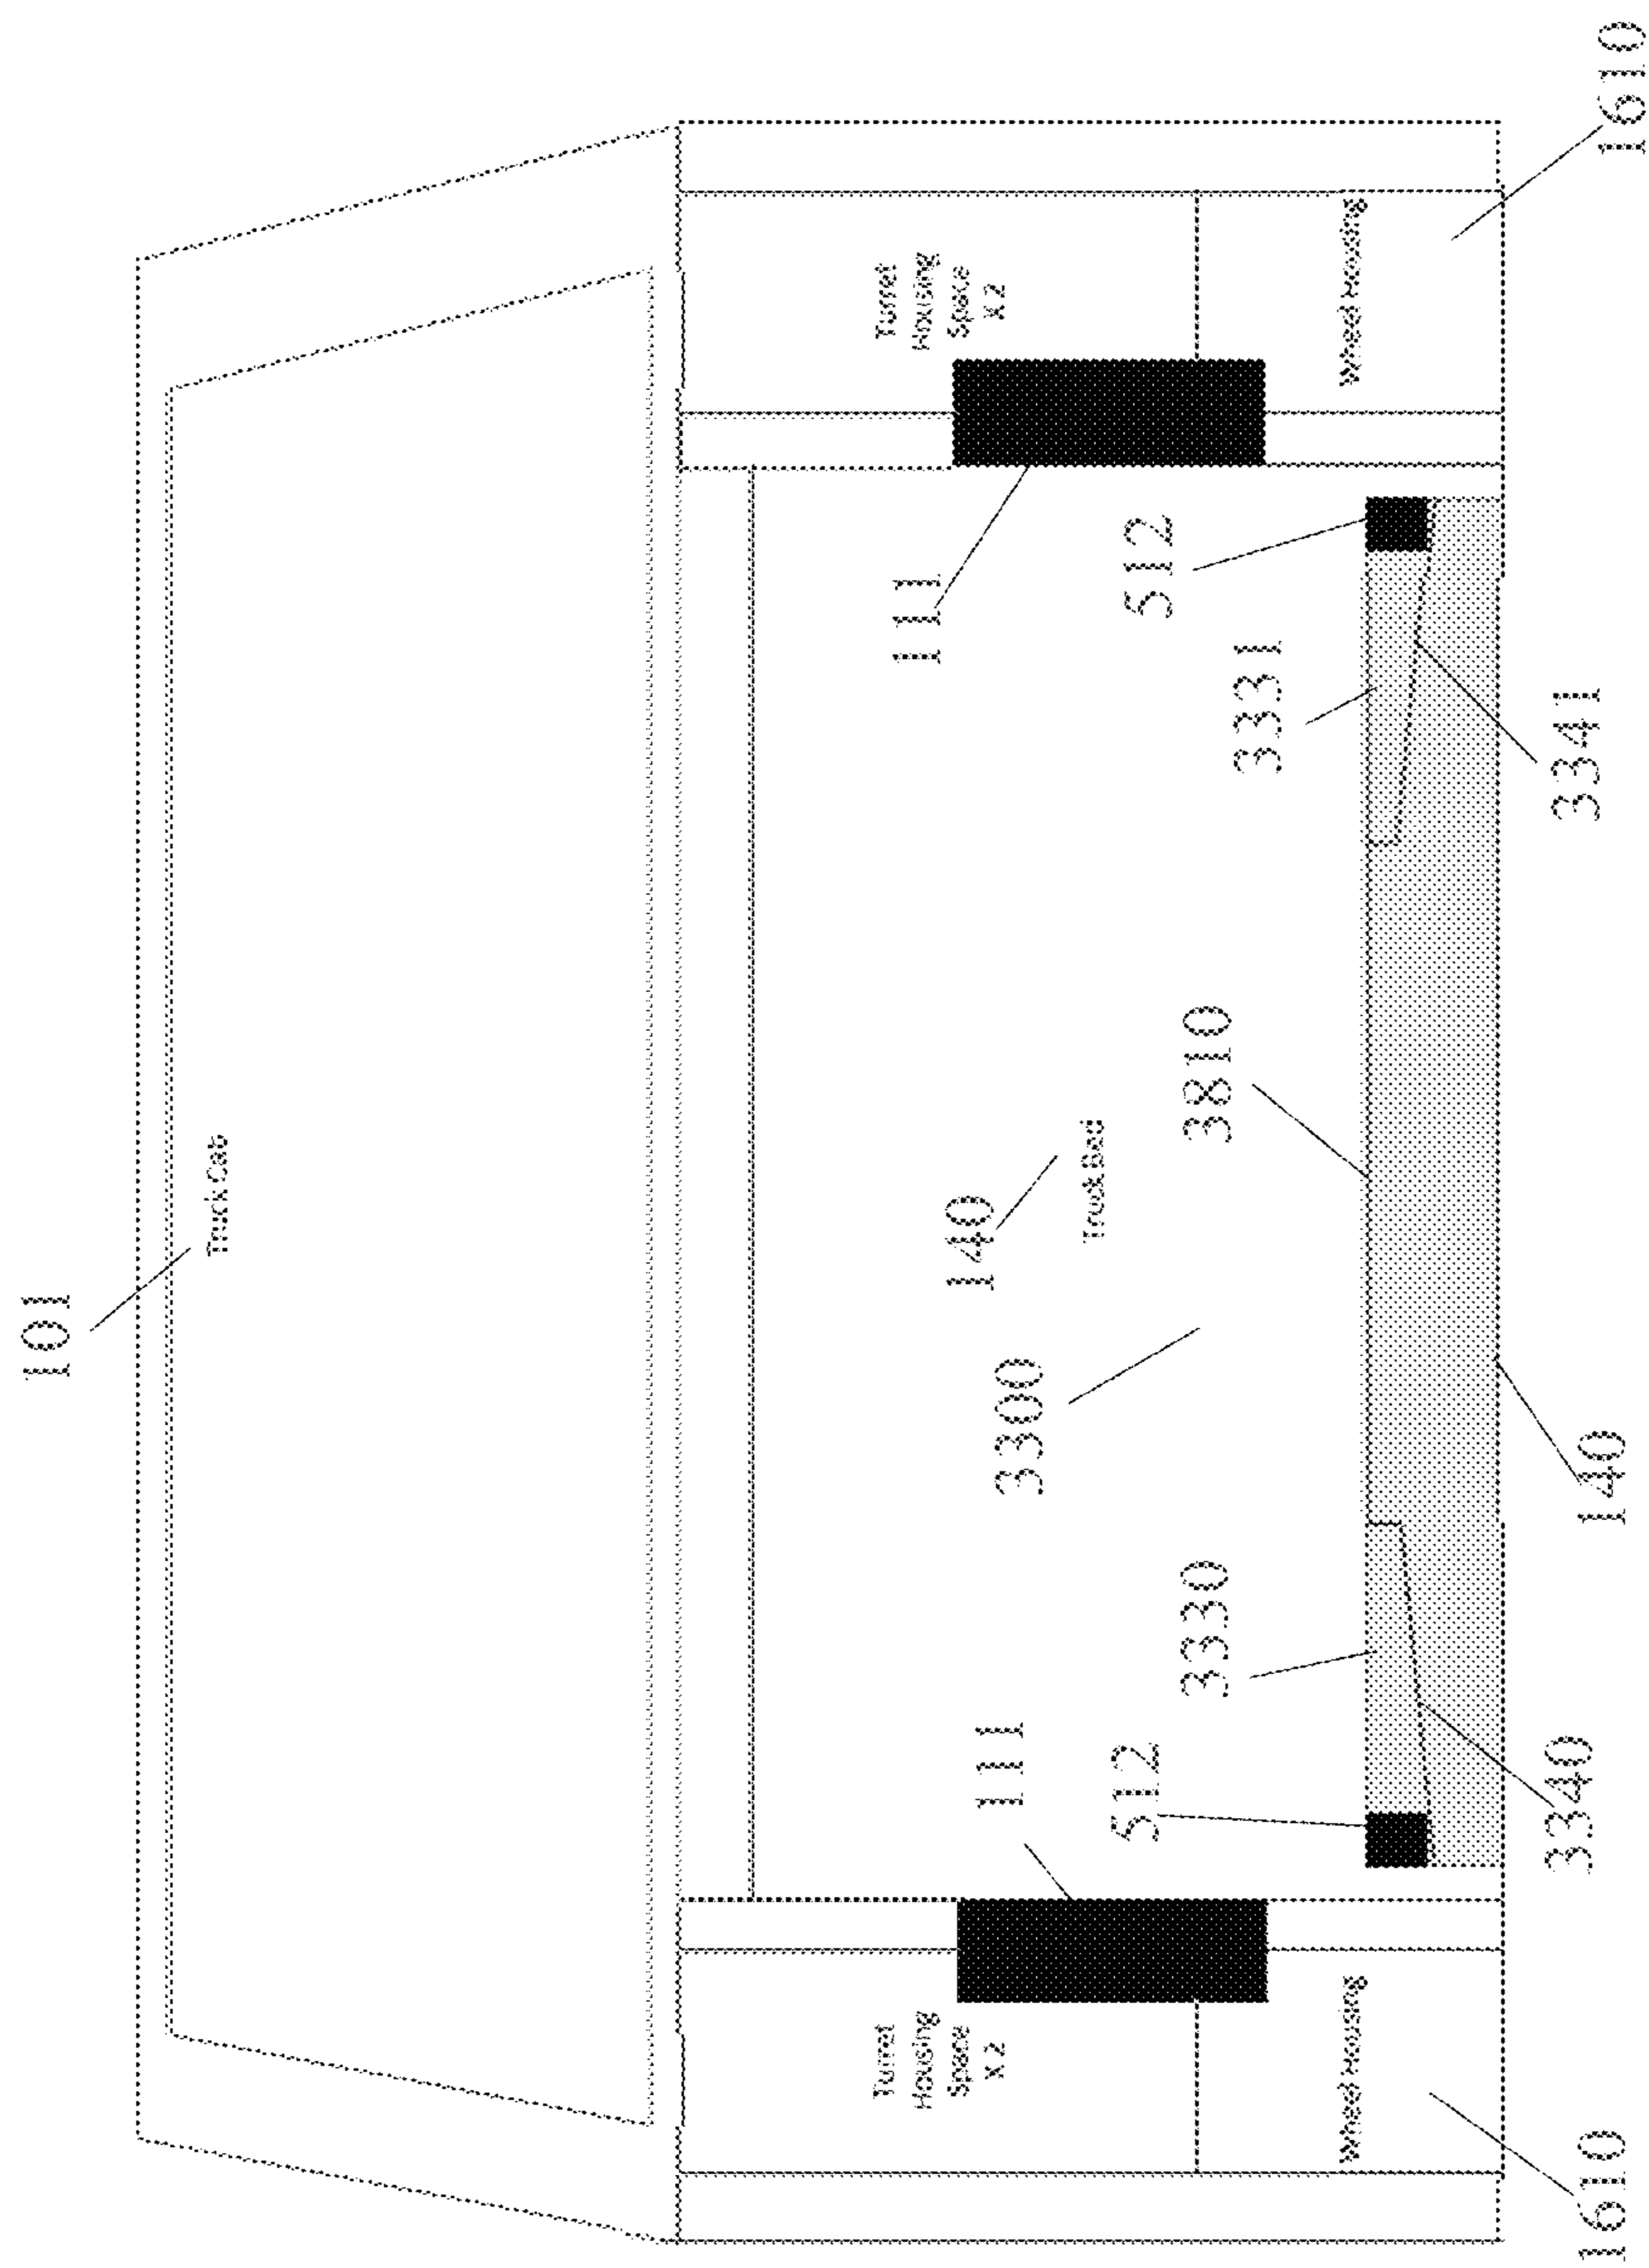 101
Truck Cab
1610
Turret
Housing
Space
X 2
Wheel Housing
111
512
3330
3340
3300
140
Truck Bed
140
3810
3331
3341
512
111
Turret
Housing
Space
X 2
Wheel Housing
1610